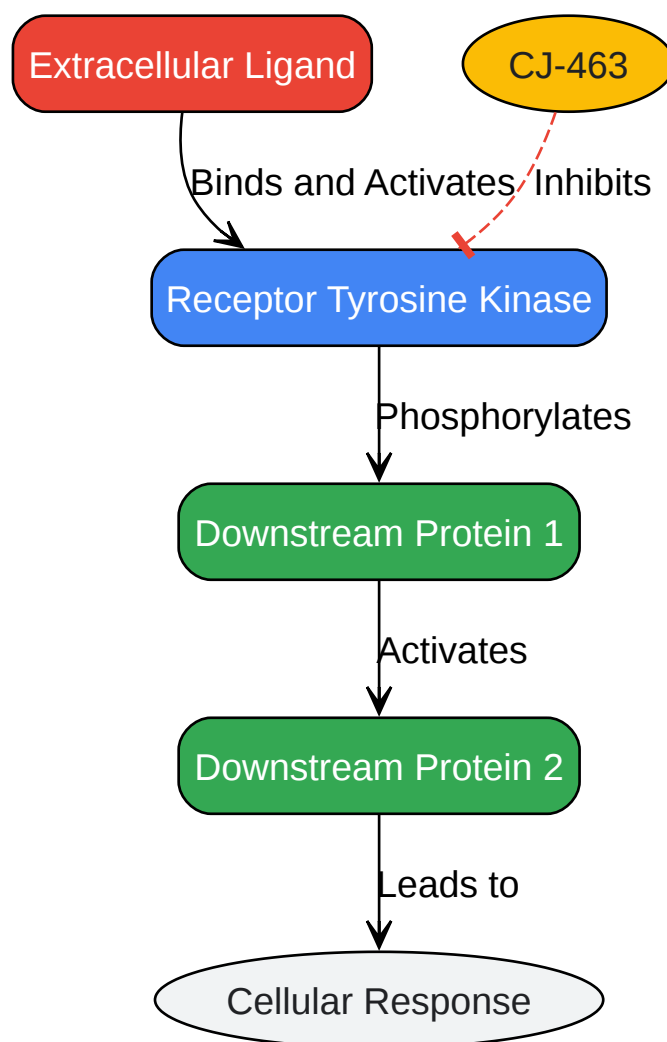 Extracellular Ligand
CJ-463
Binds and Activates
Inhibits
Receptor Tyrosine Kinase
Phosphorylates
Downstream Protein 1
Activates
Downstream Protein 2
Leads to
Cellular Response